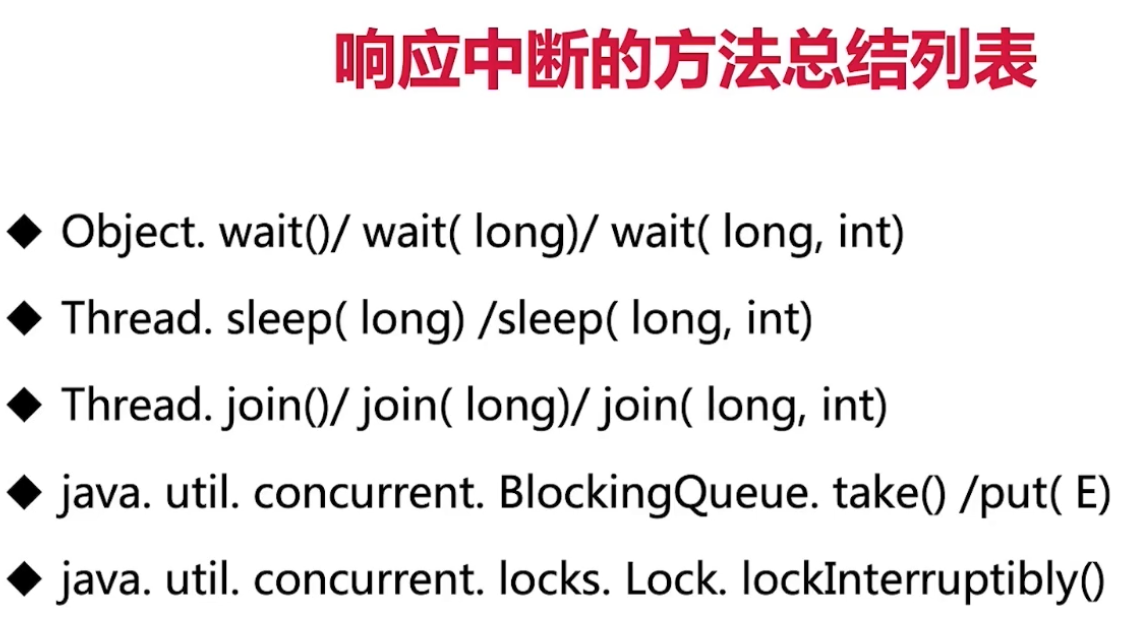 响应中断的方法总结列表
◆ Object. wait()/ wait( long)/ wait( long, int)
◆ Thread. sleep( long) /sleep( long, int)
◆ Thread. join()/ join( long)/ join( long, int)
◆ java. util. concurrent. BlockingQueue. take() /put( E)
◆ java. util. concurrent. locks. Lock. lockInterruptibly()